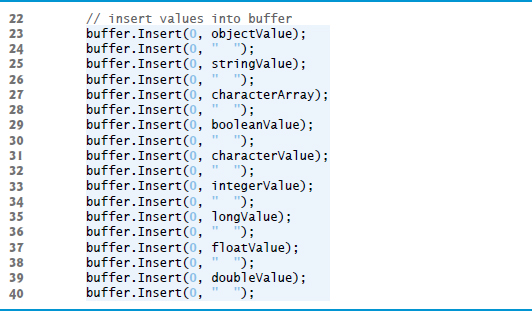 22 // insert values into buffer
23 buffer.Insert(0, objectValue);
24 buffer.Insert(0, "  ");
25 buffer.Insert(0, stringValue);
26 buffer.Insert(0, "  ");
27 buffer.Insert(0, characterArray);
28 buffer.Insert(0, "  ");
29 buffer.Insert(0, booleanValue);
30 buffer.Insert(0, "  ");
31 buffer.Insert(0, characterValue);
32 buffer.Insert(0, "  ");
33 buffer.Insert(0, integerValue);
34 buffer.Insert(0, "  ");
35 buffer.Insert(0, longValue);
36 buffer.Insert(0, "  ");
37 buffer.Insert(0, floatValue);
38 buffer.Insert(0, "  ");
39 buffer.Insert(0, doubleValue);
40 buffer.Insert(0, "  ");